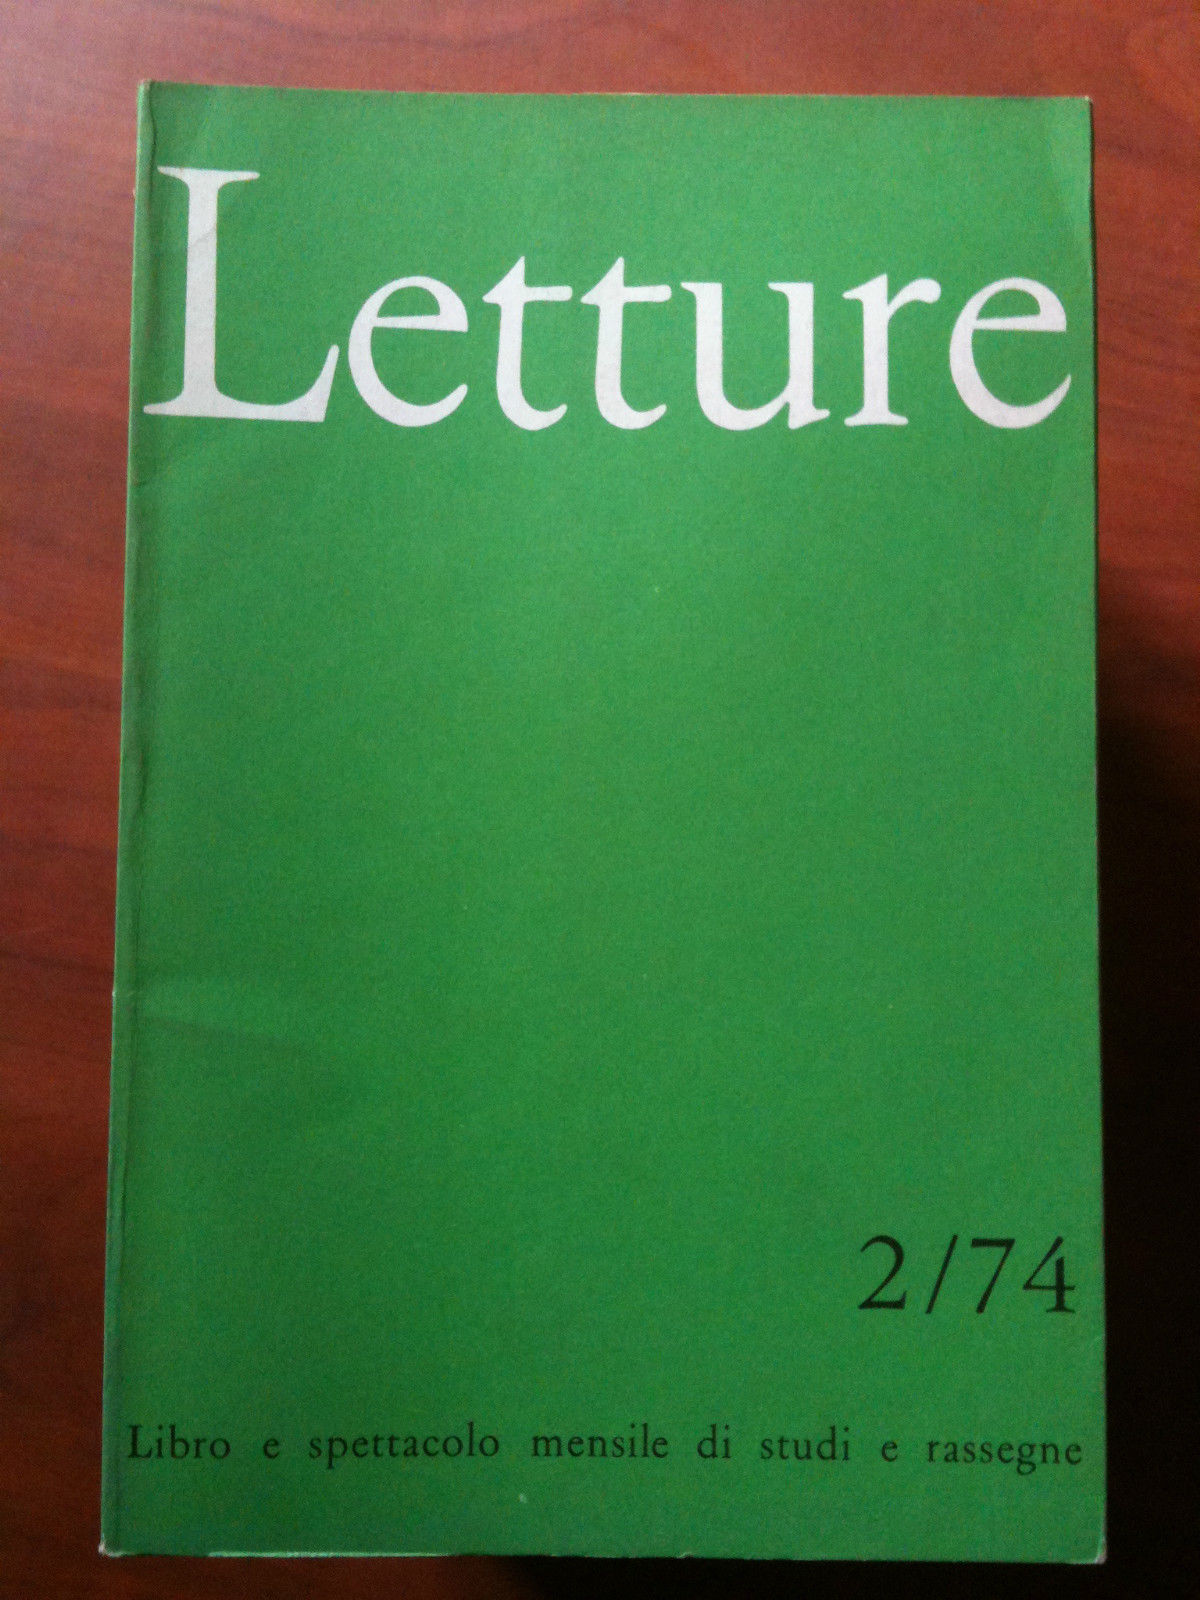 Letture
2/74
Libro e spettacolo mensile di studi e rassegne